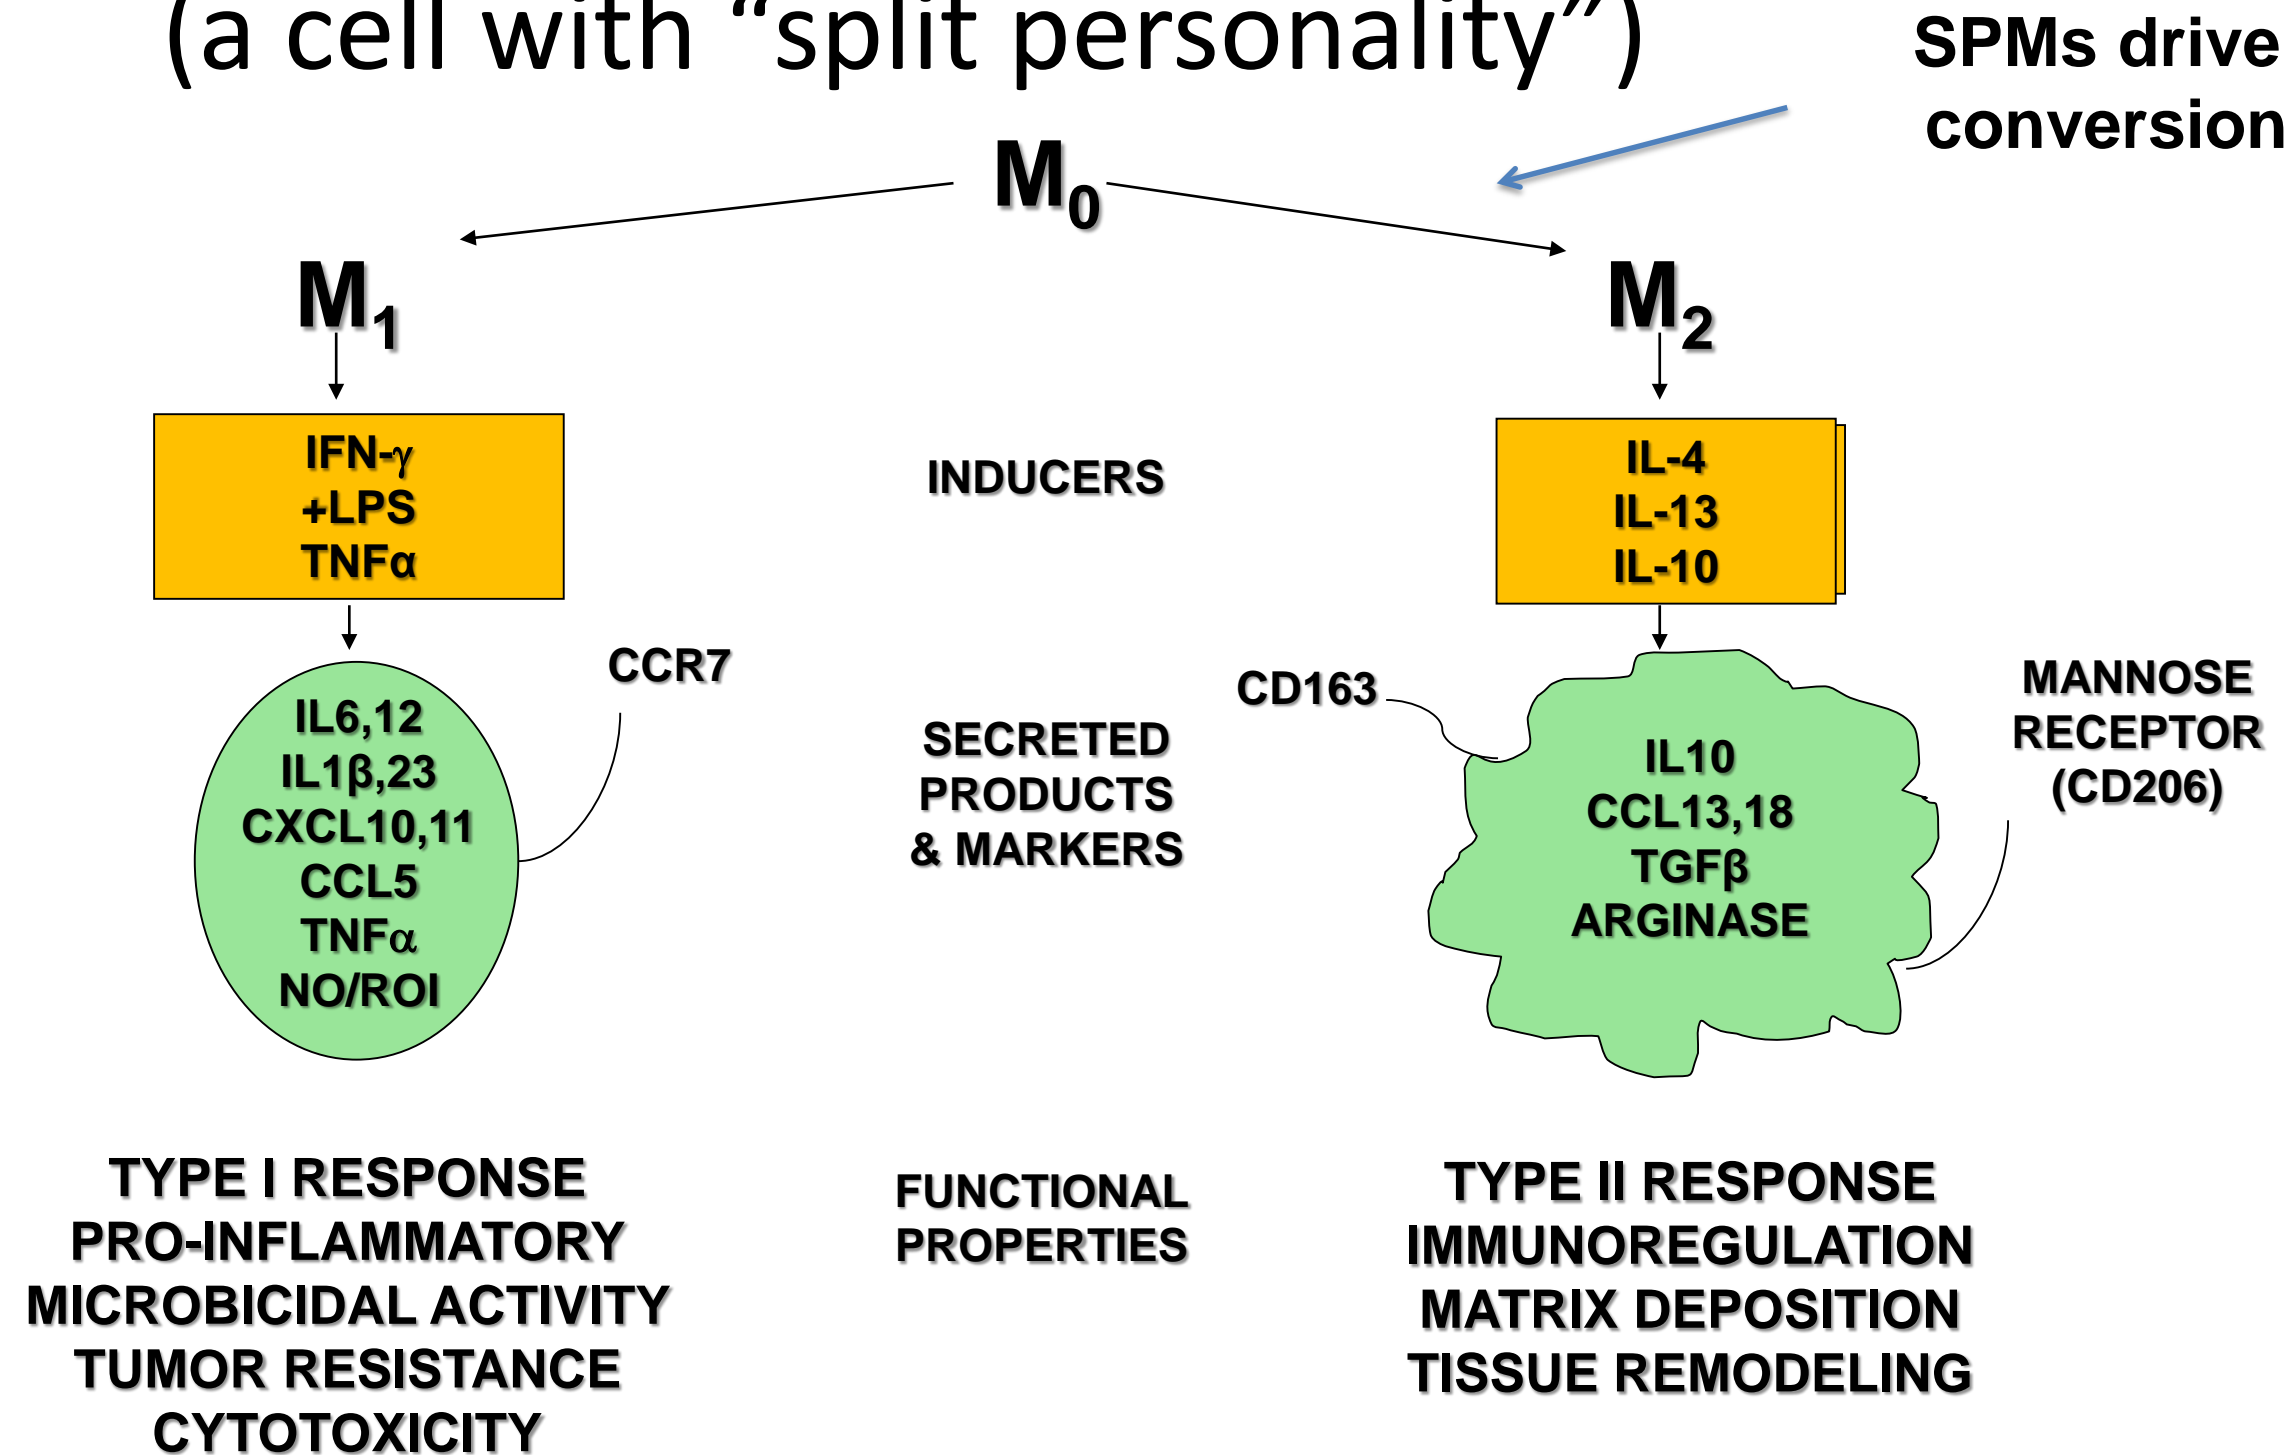 (a cell with “split personality”)
SPMs drive
conversion
M0
M1
M2
IFN-γ
+LPS
TNFα
INDUCERS
IL-4
IL-13
IL-10
CCR7
IL6,12
IL1β,23
CXCL10,11
CCL5
TNFα
NO/ROI
SECRETED
PRODUCTS
& MARKERS
CD163
IL10
CCL13,18
TGFβ
ARGINASE
MANNOSE
RECEPTOR
(CD206)
TYPE I RESPONSE
PRO-INFLAMMATORY
MICROBICIDAL ACTIVITY
TUMOR RESISTANCE
CYTOTOXICITY
FUNCTIONAL
PROPERTIES
TYPE II RESPONSE
IMMUNOREGULATION
MATRIX DEPOSITION
TISSUE REMODELING